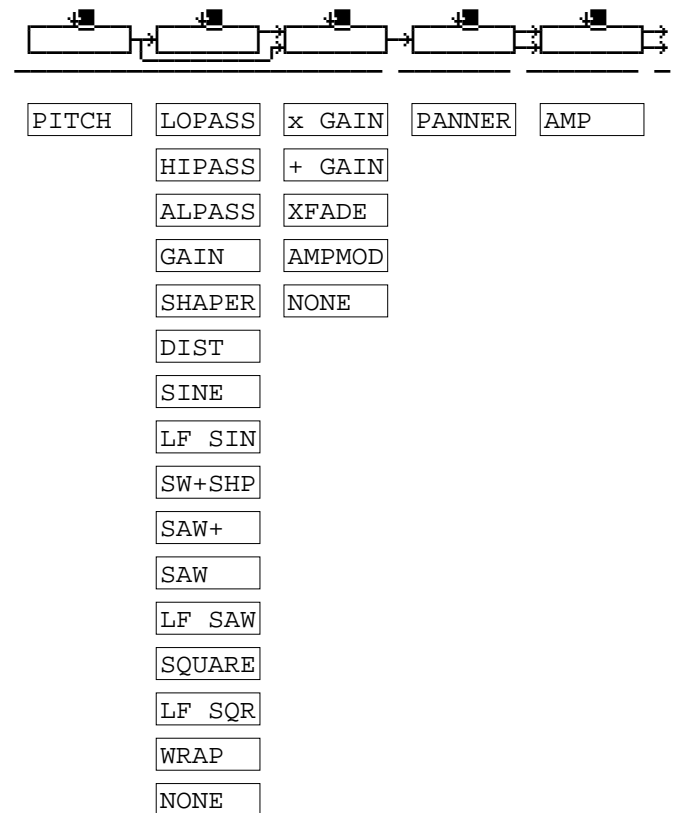 PITCH LOPASS x GAIN PANNER AMP
HIPASS + GAIN
ALPASS XFADE
GAIN AMPMOD
SHAPER NONE
DIST
SINE
LF SIN
SW+SHP
SAW+
SAW
LF SAW
SQUARE
LF SQR
WRAP
NONE